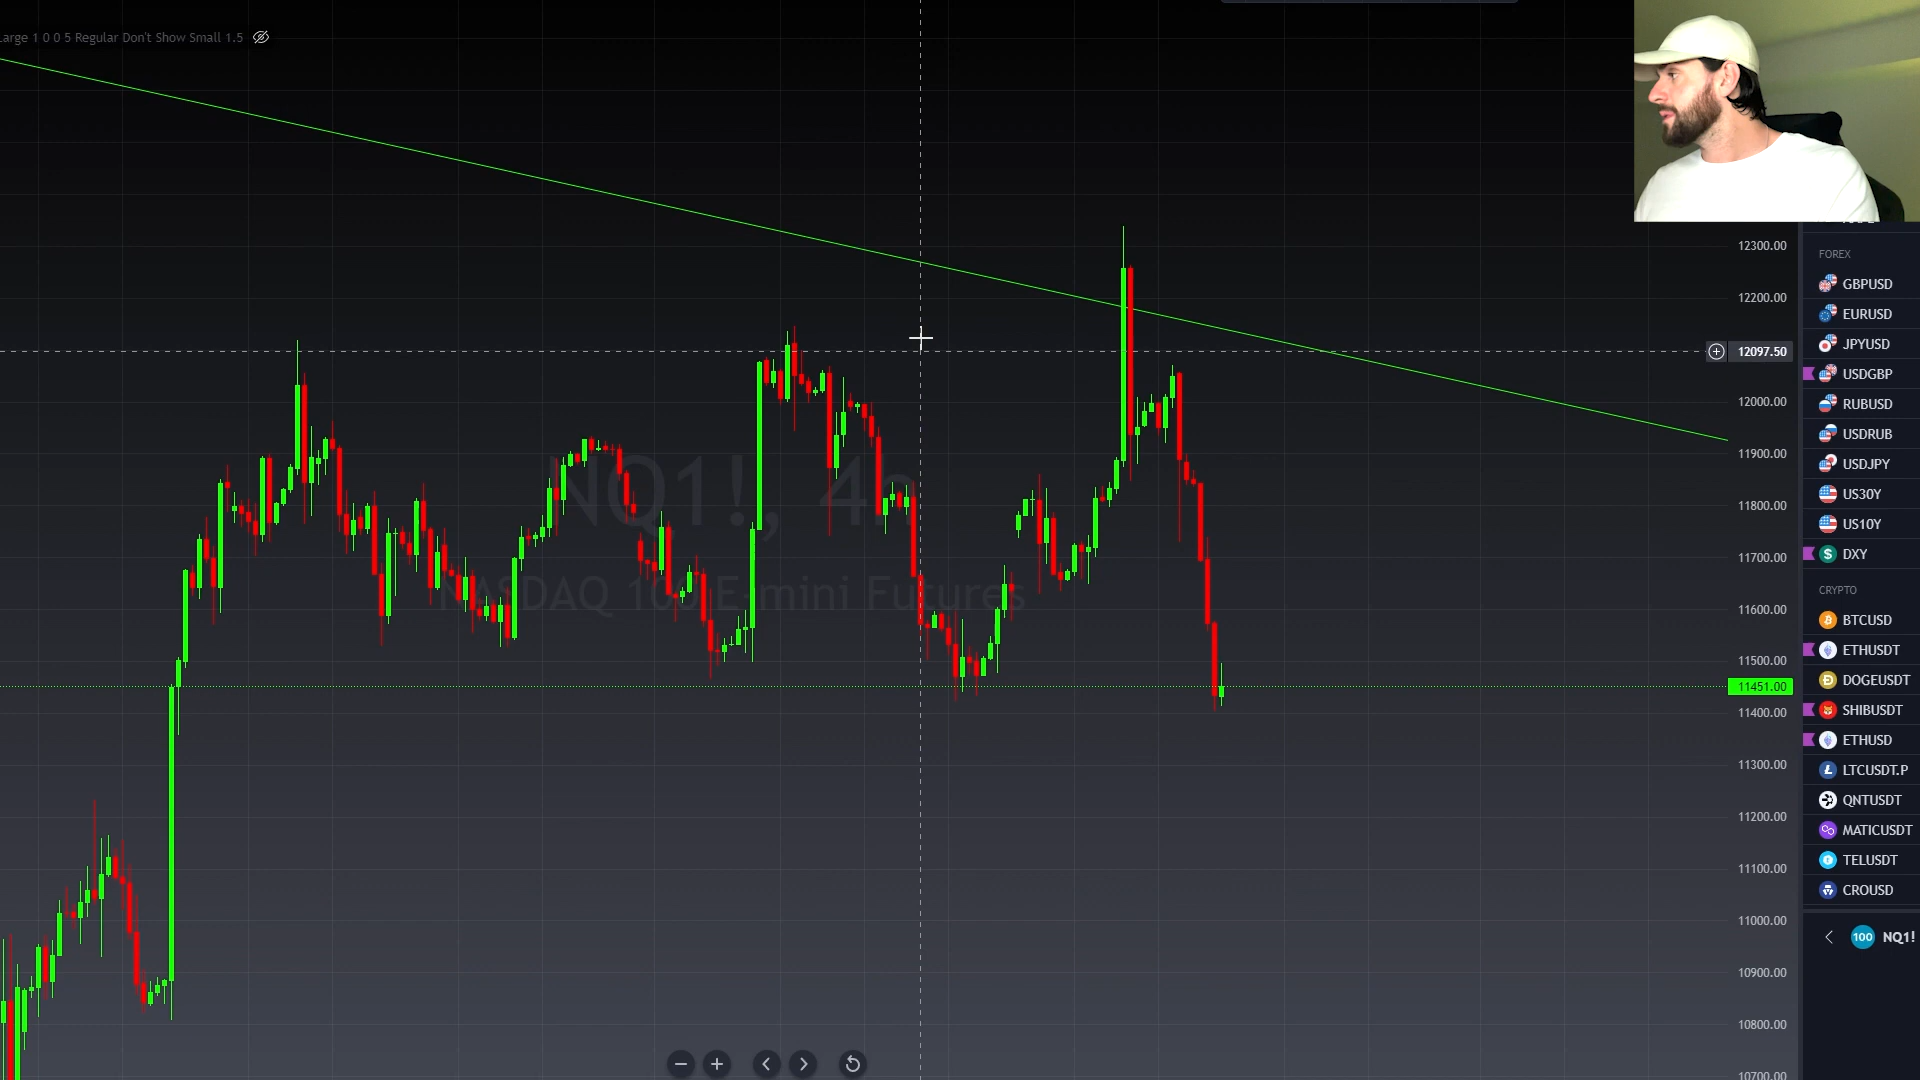 Large 1 0 0 5 Regular Don't Show Small 1.5
NQ1!, 4h
NASDAQ 100 E-mini Futures
12300.00
12200.00
12097.50
12000.00
11900.00
11800.00
11700.00
11600.00
11500.00
11451.00
11400.00
11300.00
11200.00
11100.00
11000.00
10900.00
10800.00
10700.00
FOREX
GBPUSD
EURUSD
JPYUSD
USDGBP
RUBUSD
USDRUB
USDJPY
US30Y
US10Y
DXY
CRYPTO
BTCUSD
ETHUSDT
DOGEUSDT
SHIBUSDT
ETHUSD
LTCUSDT.P
QNTUSDT
MATICUSDT
TELUSDT
CROUSD
100 NQ1!